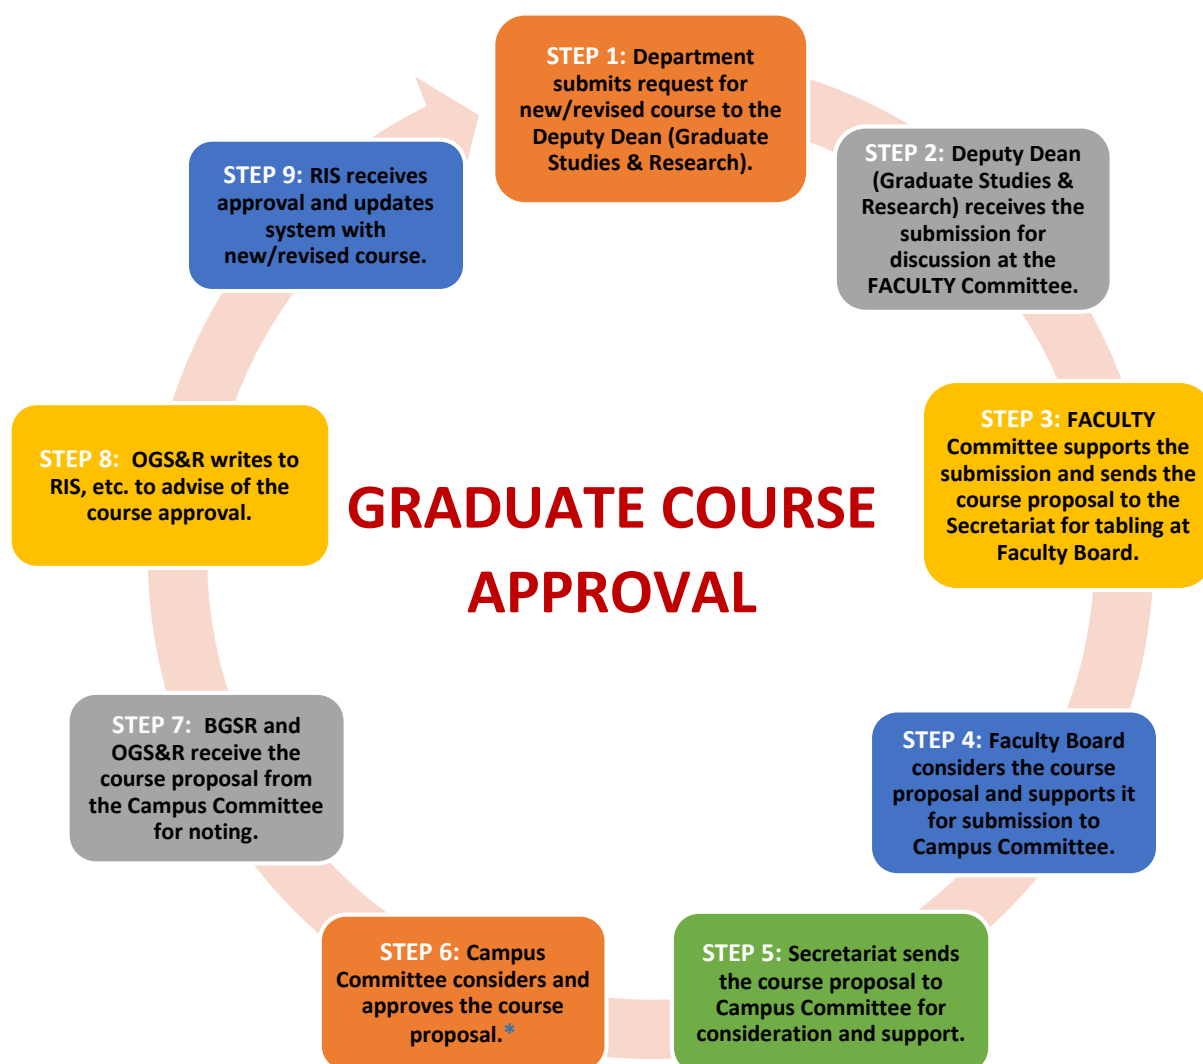 STEP 1: Department
submits request for
new/revised course to the
Deputy Dean (Graduate
Studies & Research).
STEP 2: Deputy Dean
(Graduate Studies &
Research) receives the
submission for
discussion at the
FACULTY Committee.
STEP 3: FACULTY
Committee supports the
submission and sends the
course proposal to the
Secretariat for tabling at
Faculty Board.
STEP 4: Faculty Board
considers the course
proposal and supports it
for submission to
Campus Committee.
STEP 5: Secretariat sends
the course proposal to
Campus Committee for
consideration and support.
STEP 6: Campus
Committee considers and
approves the course
proposal.*
STEP 7: BGSR and
OGS&R receive the
course proposal from
the Campus Committee
for noting.
STEP 8: OGS&R writes to
RIS, etc. to advise of the
course approval.
STEP 9: RIS receives
approval and updates
system with
new/revised course.
GRADUATE COURSE
APPROVAL